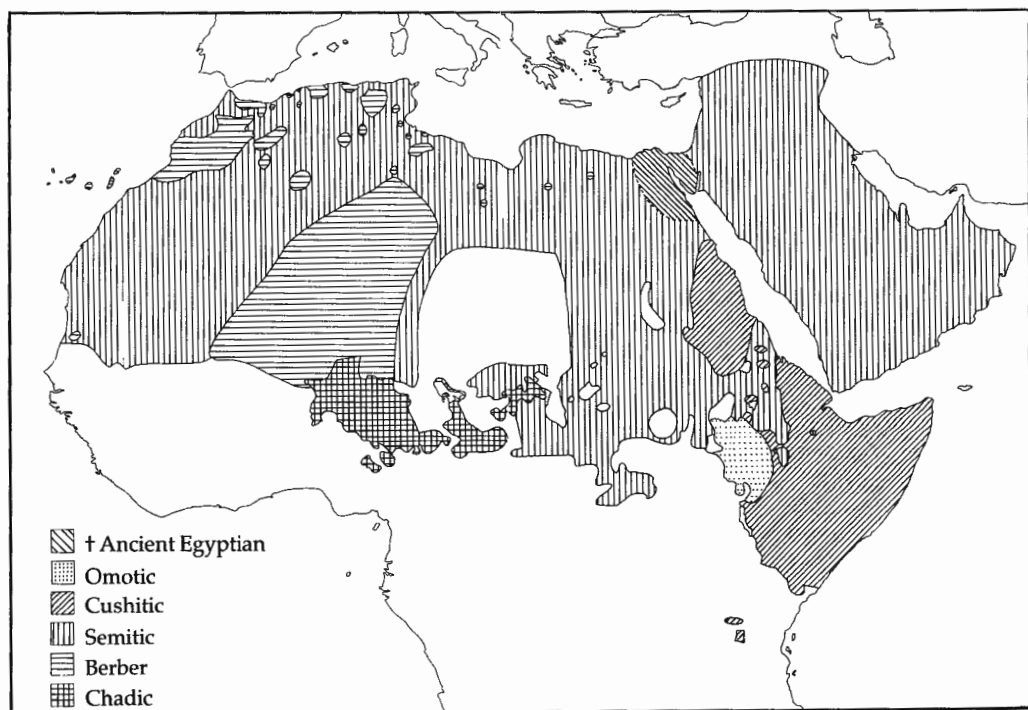 † Ancient Egyptian
Omotic
Cushitic
Semitic
Berber
Chadic